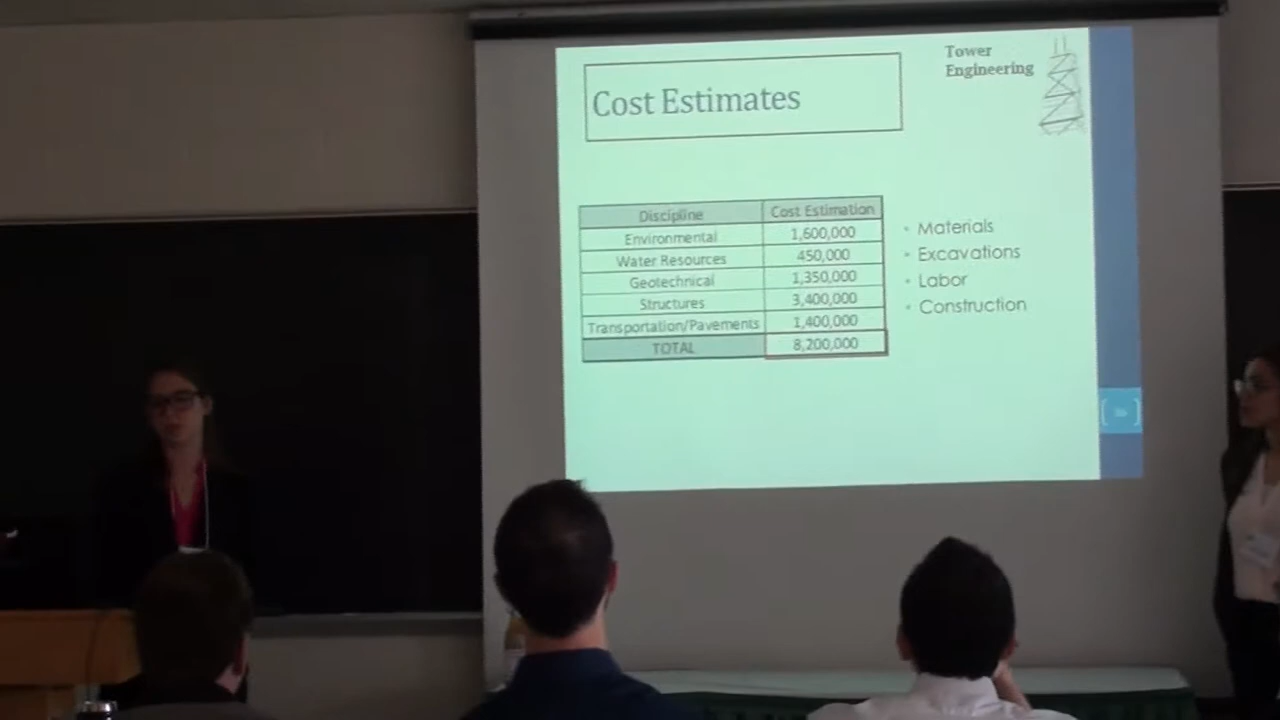 Tower
Engineering
Cost Estimates
Discipline Cost Estimation
Environmental 1,600,000
Water Resources 450,000
Geotechnical 1,350,000
Structures 3,400,000
Transportation/Pavements 1,400,000
TOTAL 8,200,000
• Materials
• Excavations
• Labor
• Construction